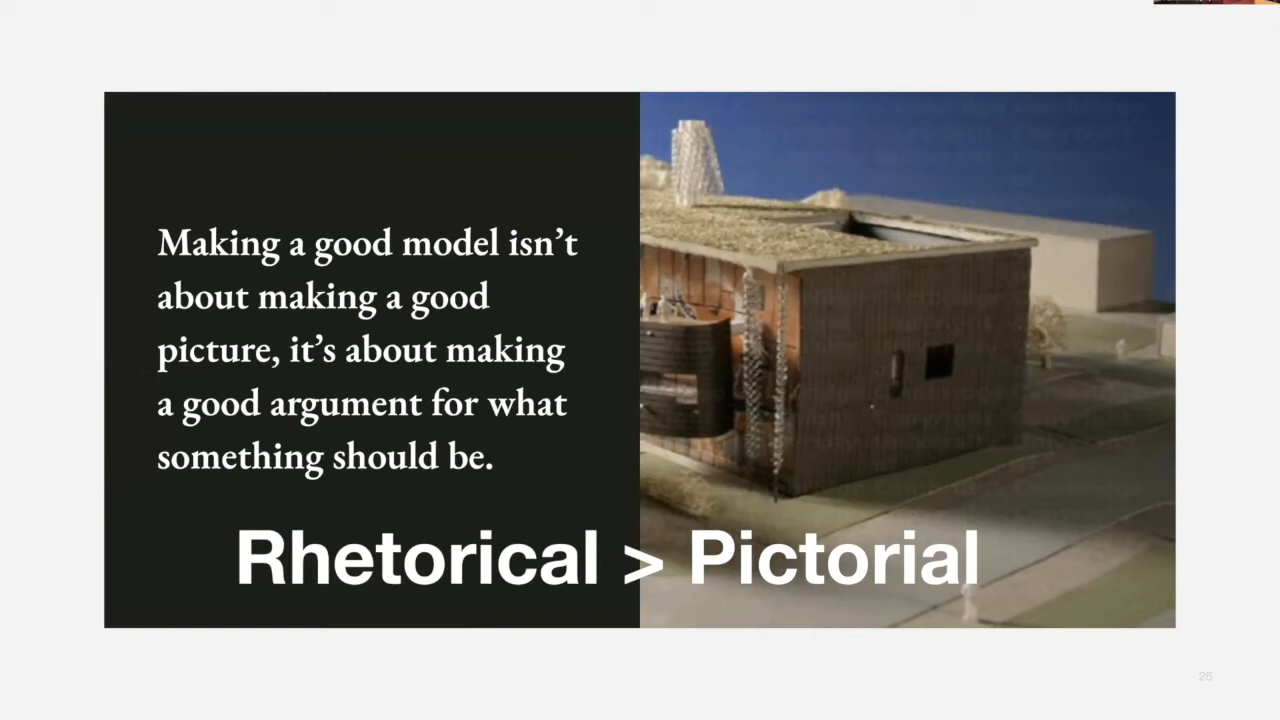 Making a good model isn’t
about making a good
picture, it’s about making
a good argument for what
something should be.
Rhetorical > Pictorial
26